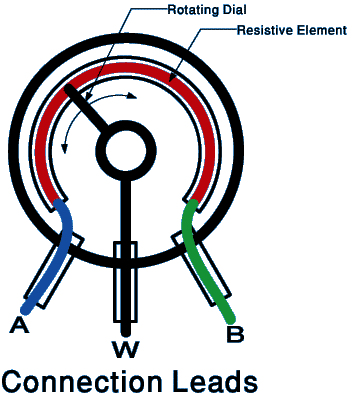 Rotating Dial
Resistive Element
A
W
B
Connection Leads